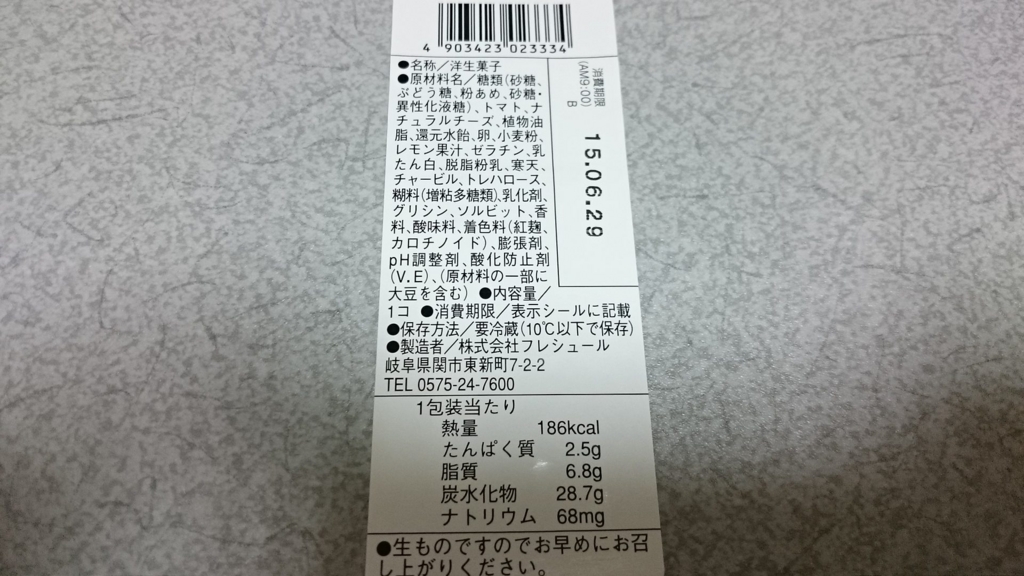 4 903423 023334
●名称／洋生菓子
●原材料名／糖類(砂糖、
ぶどう糖、粉あめ、砂糖・
異性化液糖)、トマト、ナ
チュラルチーズ、植物油
脂、還元水飴、卵、小麦粉、
レモン果汁、ゼラチン、乳
たん白、脱脂粉乳、寒天、
チャービル、トレハロース、
糊料(増粘多糖類)、乳化剤、
グリシン、ソルビット、香
料、酸味料、着色料(紅麹、
カロチノイド)、膨張剤、
pH調整剤、酸化防止剤
(V.E)、(原材料の一部に
大豆を含む) ●内容量／
1コ ●消費期限／表示シールに記載
●保存方法／要冷蔵(10℃以下で保存)
●製造者／株式会社フレシュール
岐阜県関市東新町7-2-2
TEL 0575-24-7600
消費期限
(AM9:00)
B
15.06.29
1包装当たり
熱量 186kcal
たんぱく質 2.5g
脂質 6.8g
炭水化物 28.7g
ナトリウム 68mg
●生ものですのでお早めにお召
し上がりください。